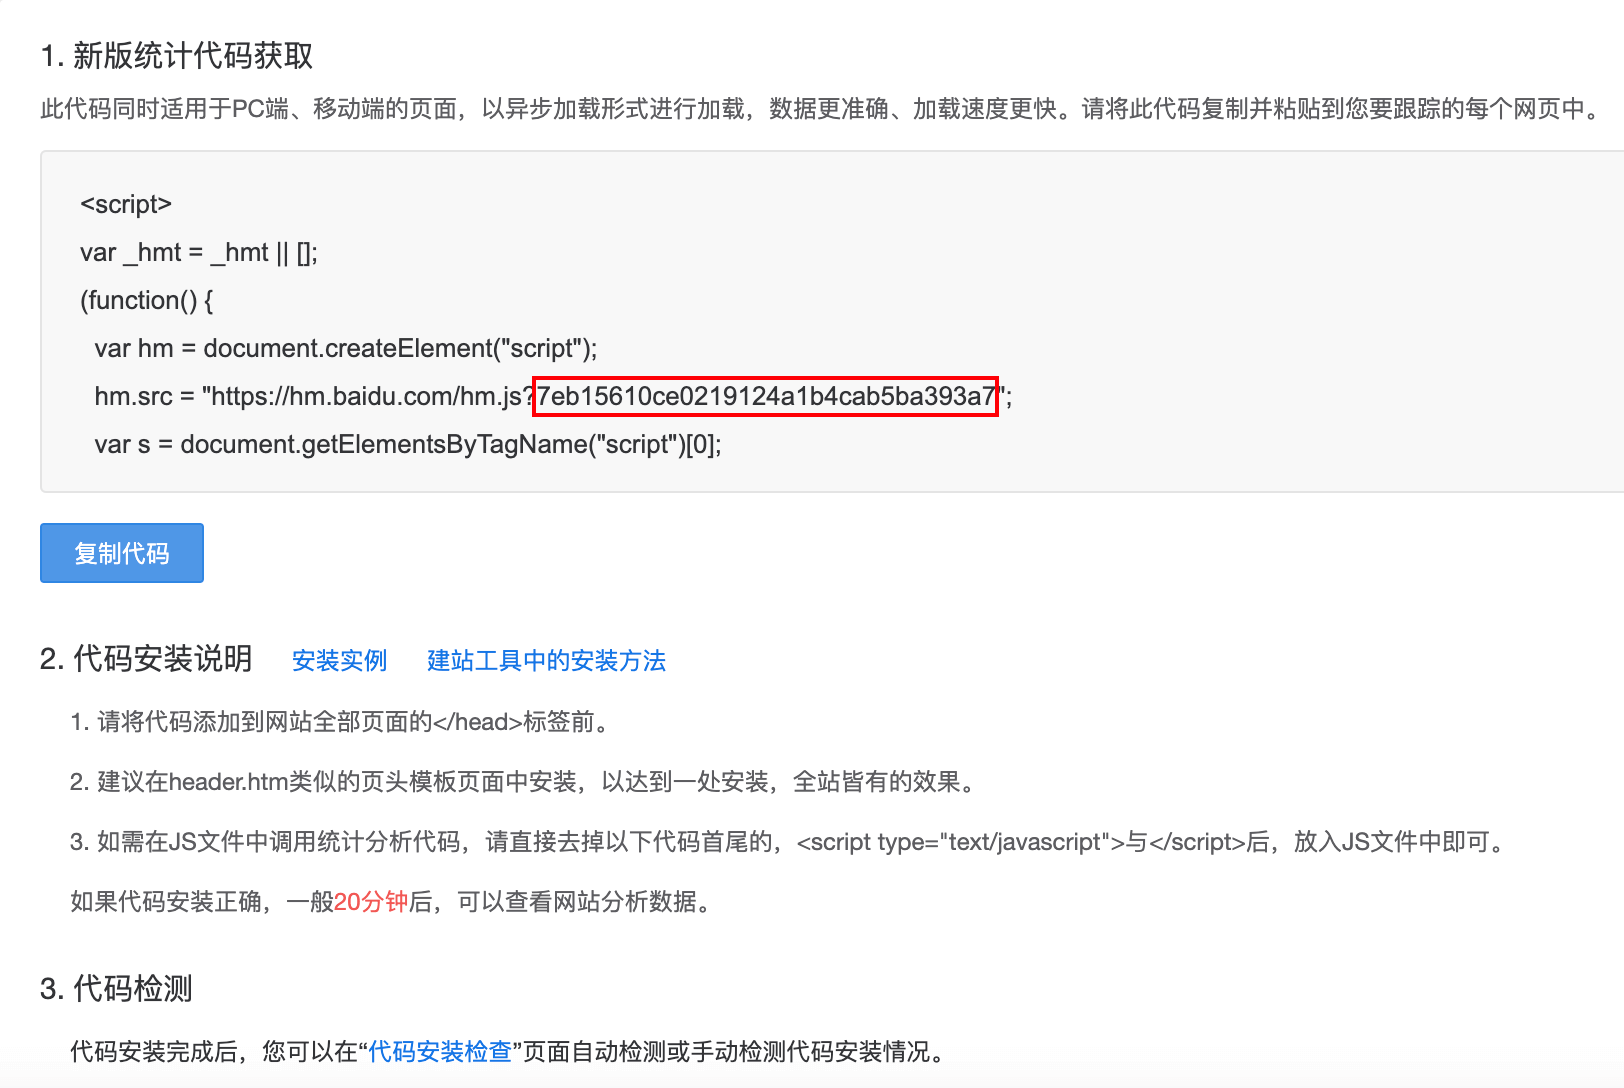 1. 新版统计代码获取
此代码同时适用于PC端、移动端的页面，以异步加载形式进行加载，数据更准确、加载速度更快。请将此代码复制并粘贴到您要跟踪的每个网页中。
<script>
var _hmt = _hmt || [];
(function() {
var hm = document.createElement("script");
hm.src = "https://hm.baidu.com/hm.js?7eb15610ce0219124a1b4cab5ba393a7";
var s = document.getElementsByTagName("script")[0];
复制代码
2. 代码安装说明 安装实例 建站工具中的安装方法
1. 请将代码添加到网站全部页面的</head>标签前。
2. 建议在header.htm类似的页头模板页面中安装，以达到一处安装，全站皆有的效果。
3. 如需在JS文件中调用统计分析代码，请直接去掉以下代码首尾的，<script type="text/javascript">与</script>后，放入JS文件中即可。
如果代码安装正确，一般20分钟后，可以查看网站分析数据。
3. 代码检测
代码安装完成后，您可以在“代码安装检查”页面自动检测或手动检测代码安装情况。